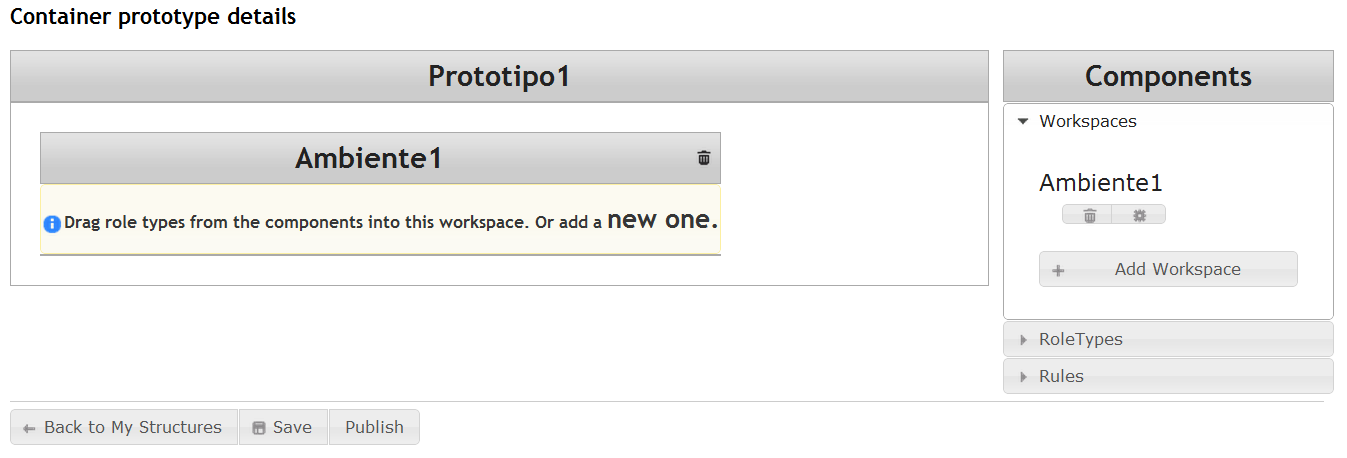 Container prototype details
Prototipo1
Ambiente1
Drag role types from the components into this workspace. Or add a new one.
Components
Workspaces
Ambiente1
Add Workspace
RoleTypes
Rules
Back to My Structures
Save
Publish